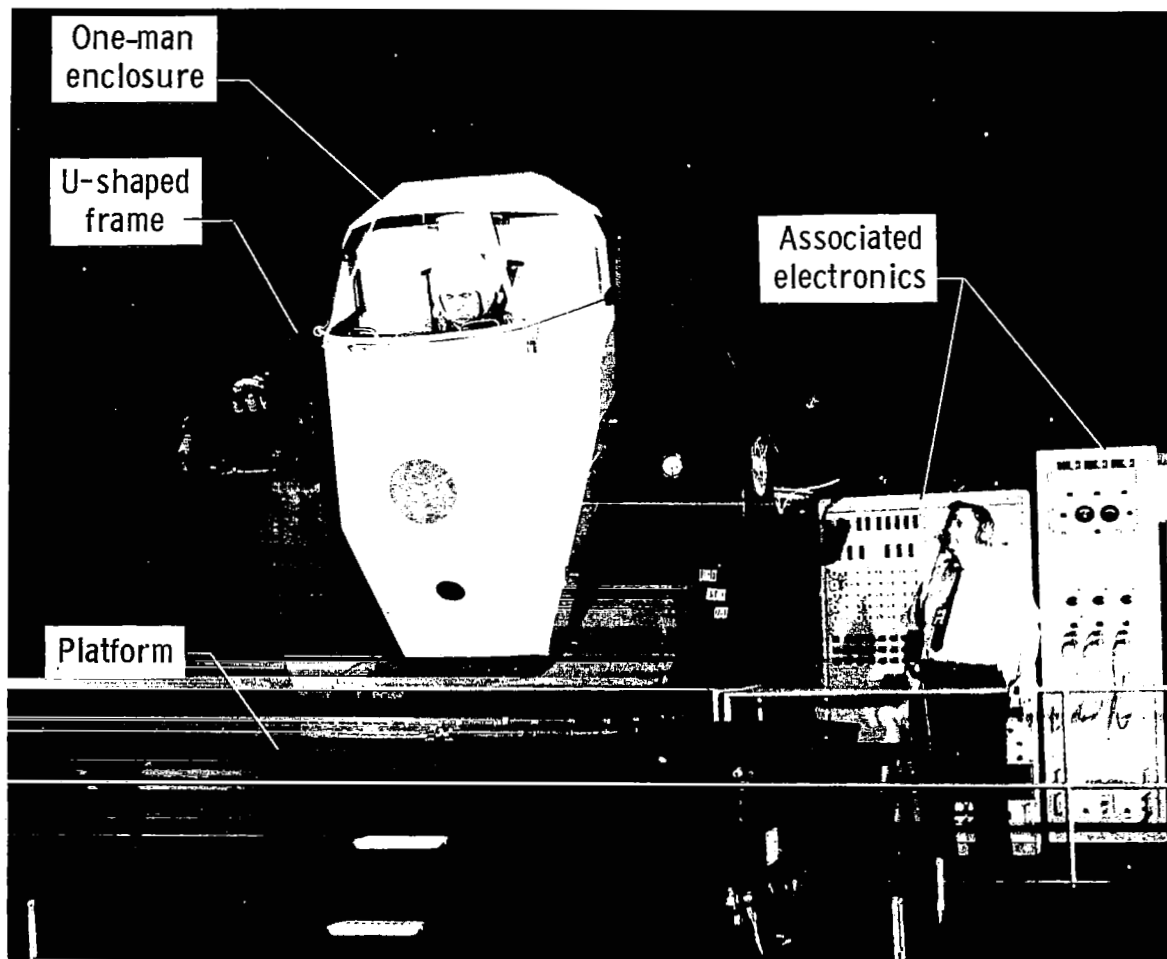 One-man
enclosure
U-shaped
frame
Associated
electronics
Platform